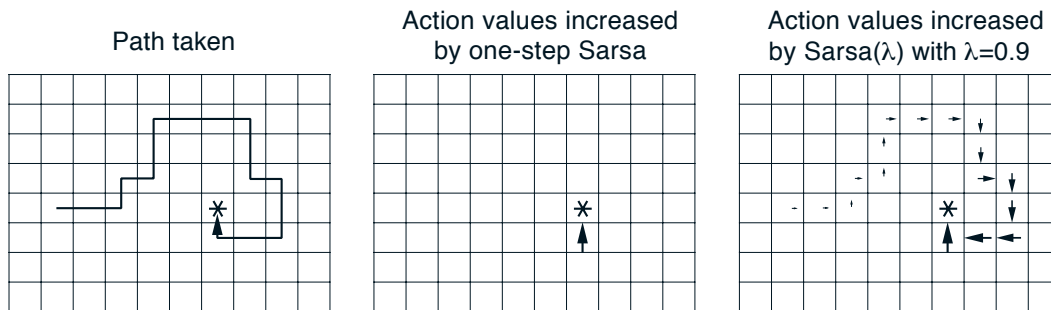 Path taken
Action values increased
by one-step Sarsa
Action values increased
by Sarsa(λ) with λ=0.9